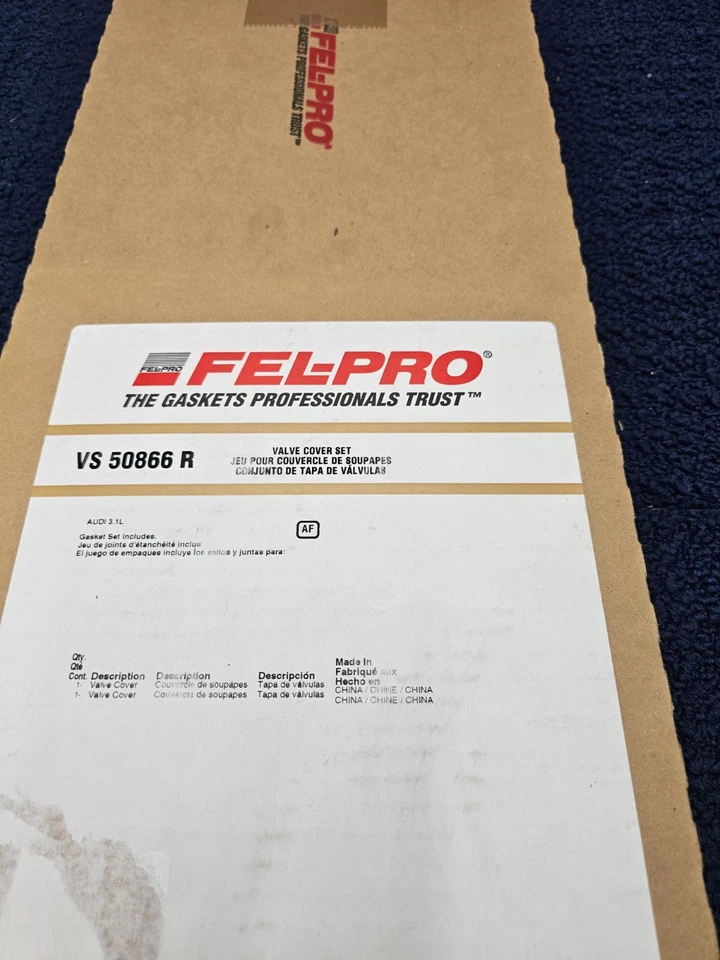 FEL-PRO®
THE GASKETS PROFESSIONALS TRUST™
FEL-PRO
FEL-PRO®
THE GASKETS PROFESSIONALS TRUST™
VS 50866 R
VALVE COVER SET
JEU POUR COUVERCLE DE SOUPAPES
CONJUNTO DE TAPA DE VÁLVULAS
AUDI 3.1L
AF
Gasket Set Includes.
Jeu de joints d'étanchéité inclus
El juego de empaques incluye los sellos y juntas para:
Qty.
Qté
Cont. Description Description Descripción
Made In
Fabriqué aux
Hecho en
1- Valve Cover Couvercle de soupapes Tapa de válvulas CHINA / CHINE / CHINA
1- Valve Cover Couvercle de soupapes Tapa de válvulas CHINA / CHINE / CHINA